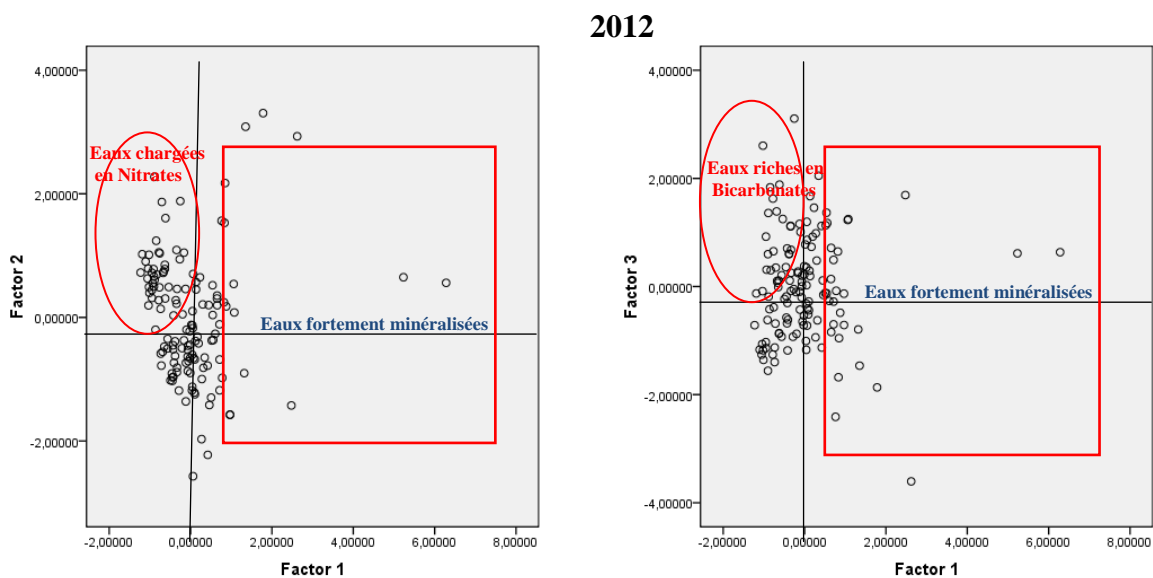 2012
4,00000
2,00000
0,00000
-2,00000
Factor 2
Eaux chargées
en Nitrates
Eaux fortement minéralisées
-2,00000 0,00000 2,00000 4,00000 6,00000 8,00000
Factor 1
4,00000
2,00000
0,00000
-2,00000
-4,00000
Factor 3
Eaux riches en
Bicarbonates
Eaux fortement minéralisées
-2,00000 0,00000 2,00000 4,00000 6,00000 8,00000
Factor 1